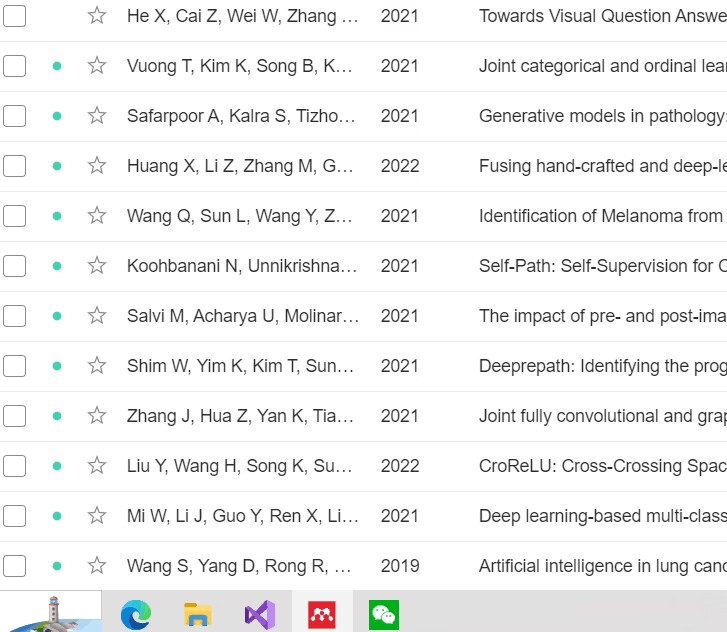 He X, Cai Z, Wei W, Zhang ... 2021 Towards Visual Question Answe
Vuong T, Kim K, Song B, K... 2021 Joint categorical and ordinal lear
Safarpoor A, Kalra S, Tizho... 2021 Generative models in pathology:
Huang X, Li Z, Zhang M, G... 2022 Fusing hand-crafted and deep-le
Wang Q, Sun L, Wang Y, Z... 2021 Identification of Melanoma from
Koohbanani N, Unnikrishna... 2021 Self-Path: Self-Supervision for C
Salvi M, Acharya U, Molinar... 2021 The impact of pre- and post-ima
Shim W, Yim K, Kim T, Sun... 2021 Deeprepath: Identifying the prog
Zhang J, Hua Z, Yan K, Tia... 2021 Joint fully convolutional and grap
Liu Y, Wang H, Song K, Su... 2022 CroReLU: Cross-Crossing Spac
Mi W, Li J, Guo Y, Ren X, Li... 2021 Deep learning-based multi-class
Wang S, Yang D, Rong R, ... 2019 Artificial intelligence in lung canc